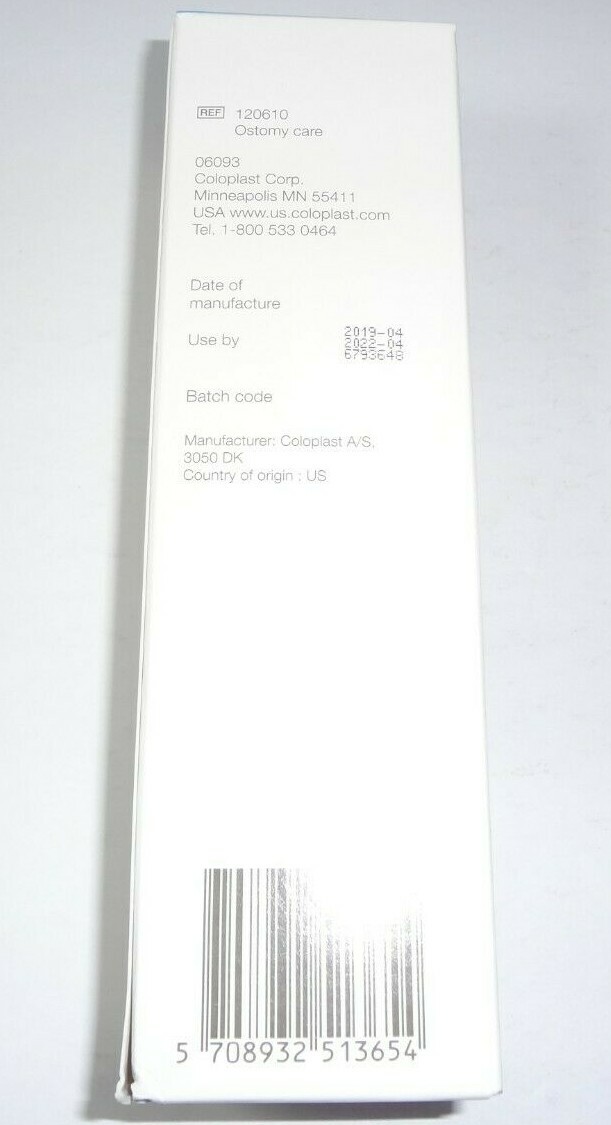 REF 120610
Ostomy care
06093
Coloplast Corp.
Minneapolis MN 55411
USA www.us.coloplast.com
Tel. 1-800 533 0464
Date of
manufacture
2019-04
Use by 2022-04
6793648
Batch code
Manufacturer: Coloplast A/S,
3050 DK
Country of origin : US
5 708932 513654